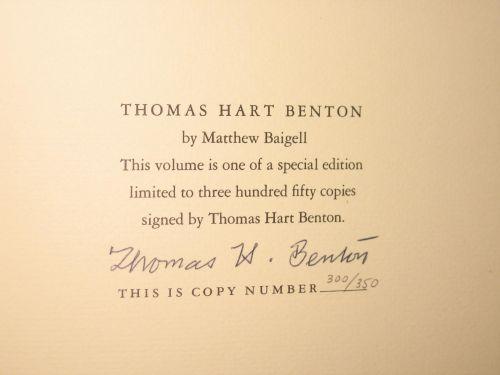 THOMAS HART BENTON
by Matthew Baigell
This volume is one of a special edition
limited to three hundred fifty copies
signed by Thomas Hart Benton.
Thomas H. Benton
THIS IS COPY NUMBER 300/350